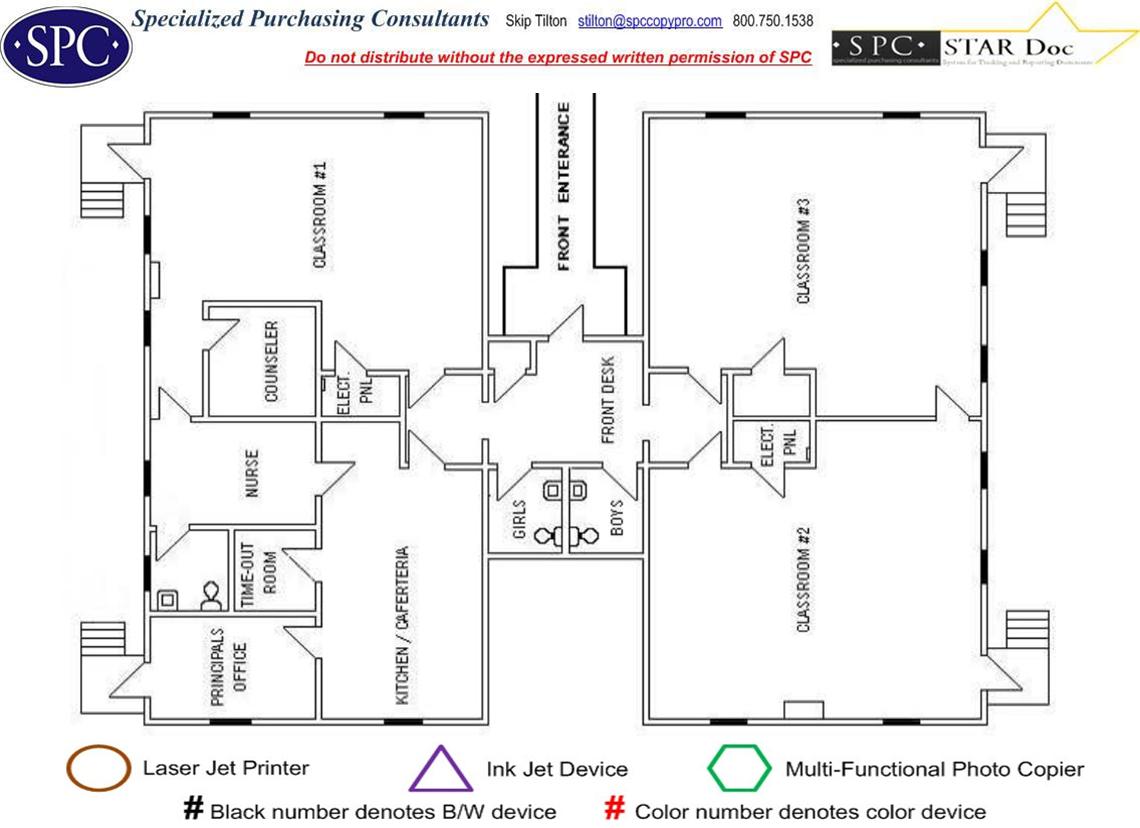 SPC
Specialized Purchasing Consultants Skip Tilton stilton@spccopypro.com 800.750.1538
Do not distribute without the expressed written permission of SPC
SPC
specialized purchasing consultants
STAR Doc
System for Tracking and Reporting Documents
FRONT ENTERANCE
CLASSROOM #1
CLASSROOM #3
COUNSELER
ELECT.
PNL
FRONT DESK
ELECT.
PNL
NURSE
GIRLS
BOYS
TIME-OUT
ROOM
KITCHEN / CAFERTERIA
CLASSROOM #2
PRINCIPALS
OFFICE
Laser Jet Printer
Ink Jet Device
Multi-Functional Photo Copier
# Black number denotes B/W device
# Color number denotes color device